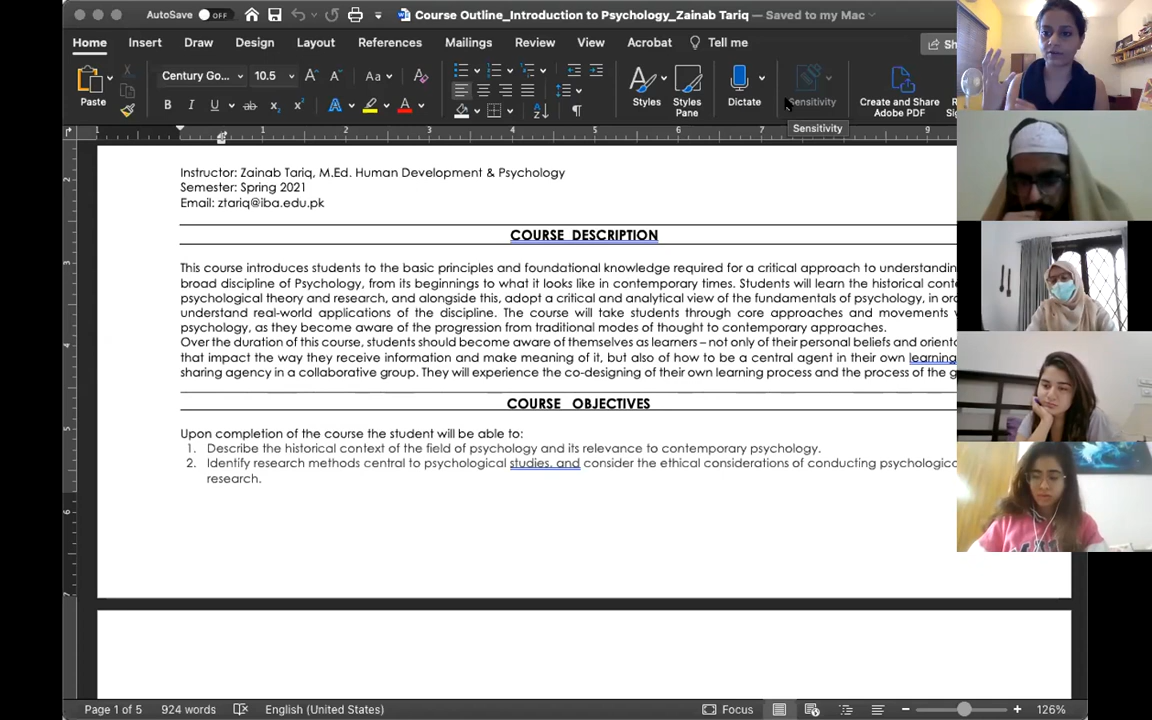 AutoSave OFF Course Outline_Introduction to Psychology_Zainab Tariq — Saved to my Mac
Home Insert Draw Design Layout References Mailings Review View Acrobat Tell me Sh
Paste Century Go... 10.5 Aa Styles Styles Pane Dictate Sensitivity Create and Share Adobe PDF
Sensitivity
1 1 2 3 4 5 6 7 9
Instructor: Zainab Tariq, M.Ed. Human Development & Psychology
Semester: Spring 2021
Email: ztariq@iba.edu.pk
COURSE DESCRIPTION
This course introduces students to the basic principles and foundational knowledge required for a critical approach to understandin
broad discipline of Psychology, from its beginnings to what it looks like in contemporary times. Students will learn the historical cont
psychological theory and research, and alongside this, adopt a critical and analytical view of the fundamentals of psychology, in ord
understand real-world applications of the discipline. The course will take students through core approaches and movements
psychology, as they become aware of the progression from traditional modes of thought to contemporary approaches.
Over the duration of this course, students should become aware of themselves as learners – not only of their personal beliefs and oriento
that impact the way they receive information and make meaning of it, but also of how to be a central agent in their own learning
sharing agency in a collaborative group. They will experience the co-designing of their own learning process and the process of the g
COURSE OBJECTIVES
Upon completion of the course the student will be able to:
1. Describe the historical context of the field of psychology and its relevance to contemporary psychology.
2. Identify research methods central to psychological studies, and consider the ethical considerations of conducting psychologica
research.
Page 1 of 5 924 words English (United States) Focus 126%